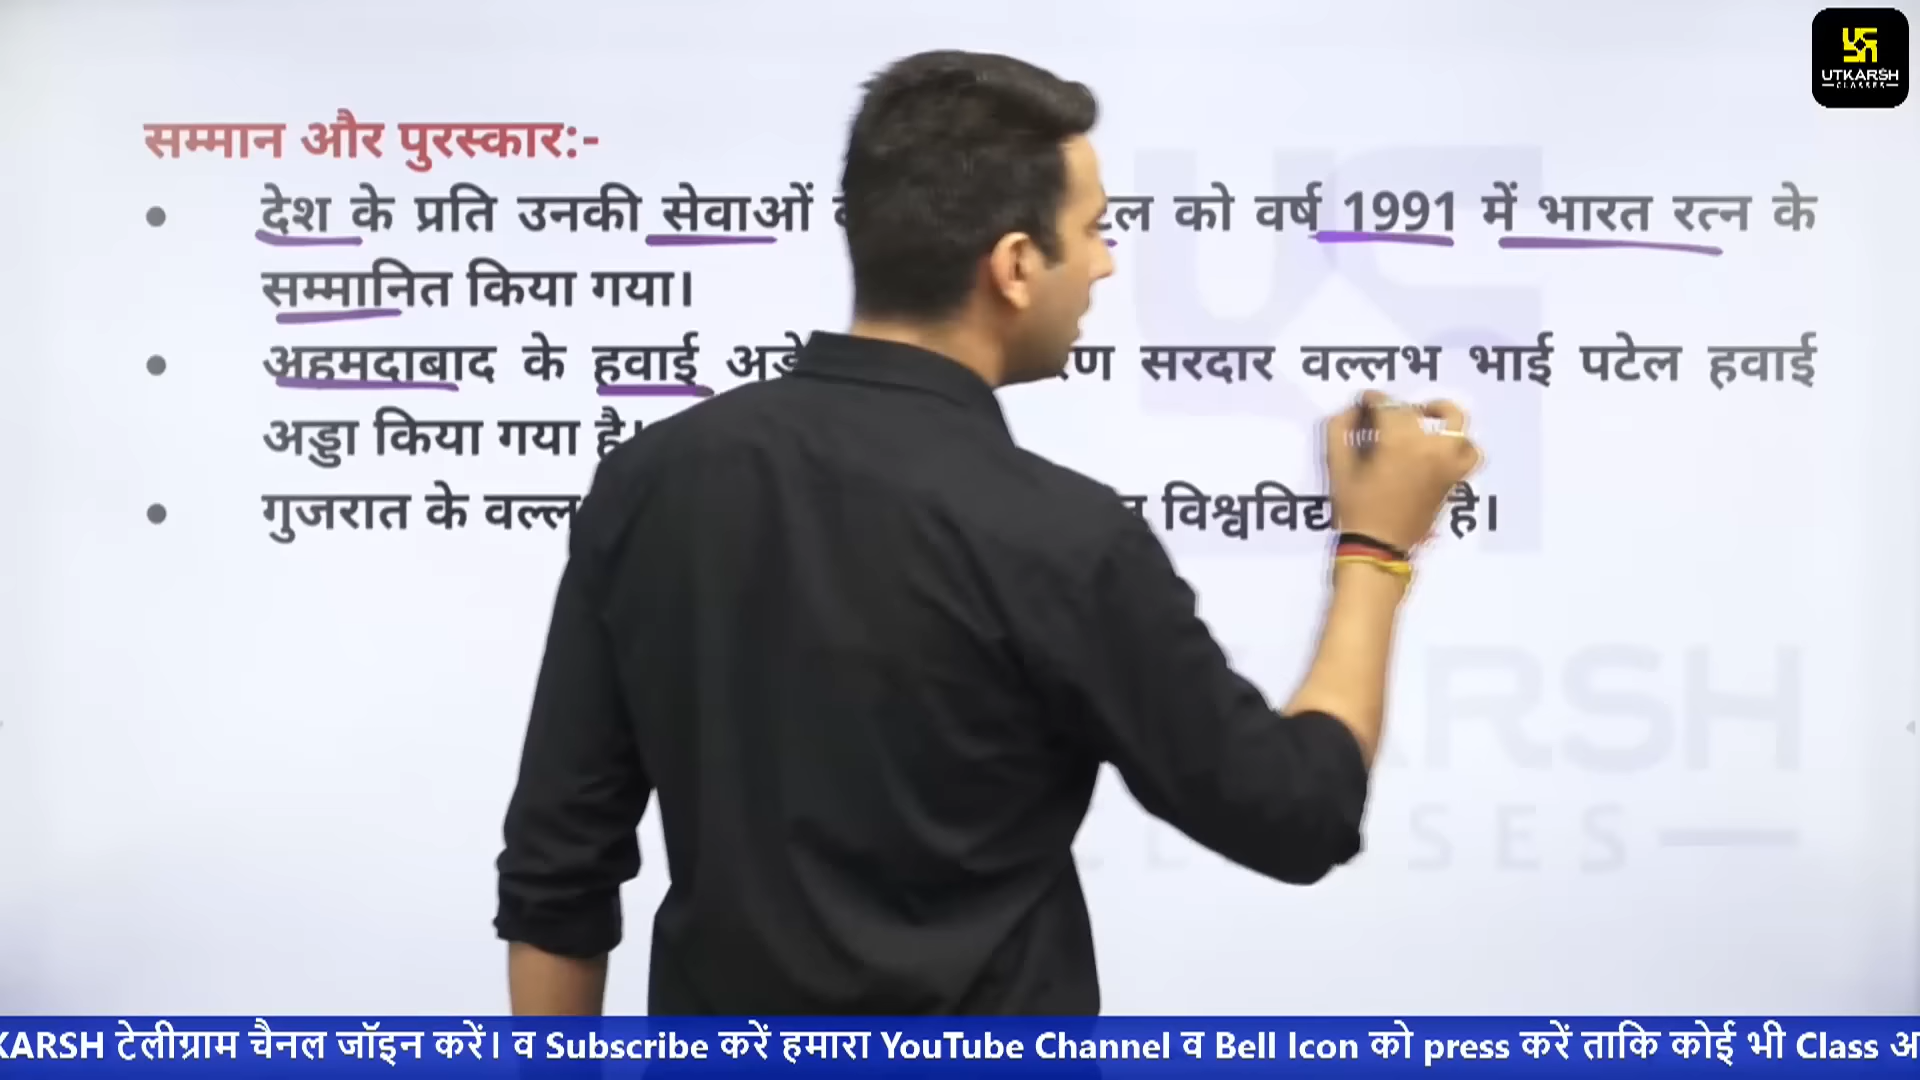 UTKARSH
CLASSES
सम्मान और पुरस्कार:-
• देश के प्रति उनकी सेवाओं को वर्ष 1991 में भारत रत्न के
सम्मानित किया गया।
• अहमदाबाद के हवाई सरदार वल्लभ भाई पटेल हवाई
अड्डा किया गया है।
• गुजरात के है।
KARSH टेलीग्राम चैनल जॉइन करें। व Subscribe करें हमारा YouTube Channel व Bell Icon को press करें ताकि कोई भी Class